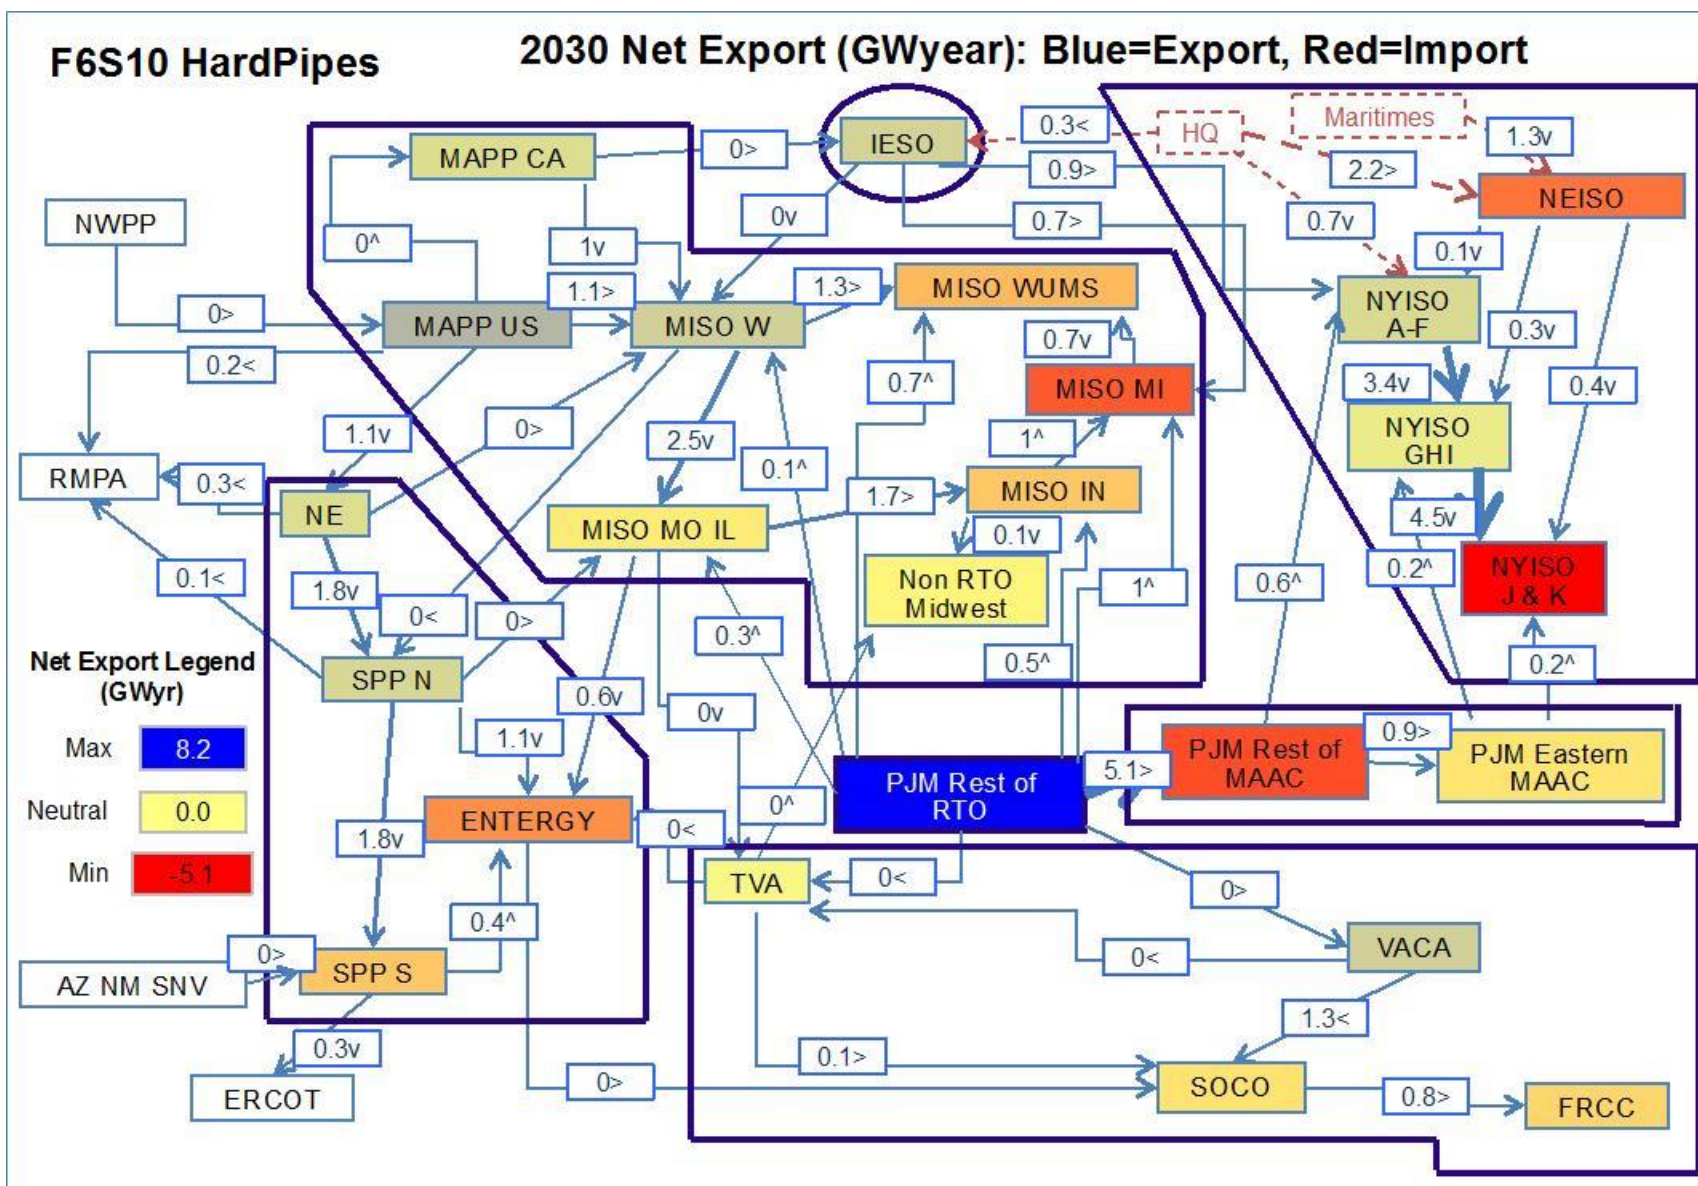 F6S10 HardPipes
2030 Net Export (GWyear): Blue=Export, Red=Import
Maritimes
0.3<
HQ
IESO
1.3v
MAPP CA
0>
0.9>
2.2>
NEISO
NWPP
0v
0.7>
0.7v
0^
1v
0.1v
1.1>
1.3>
MISO WUMS
NYISO
A-F
0>
MAPP US
MISO W
0.3v
0.7v
0.2<
0.7^
MISO MI
3.4v
0.4v
1.1v
0>
2.5v
1^
NYISO
GHI
0.1^
RMPA
0.3<
1.7>
MISO IN
NE
MISO MO IL
0.1v
4.5v
0.1<
1.8v
Non RTO
Midwest
1^
0.6^
0.2^
NYISO
J & K
0<
0>
0.3^
Net Export Legend
(GWyr)
SPP N
0.6v
0.5^
0.2^
0v
Max
8.2
1.1v
0.9>
PJM Rest of
MAAC
PJM Eastern
MAAC
5.1>
PJM Rest of
RTO
Neutral
0.0
0^
ENTERGY
0<
1.8v
Min
-5.1
TVA
0<
0>
0.4^
VACA
0>
0<
SPP S
AZ NM SNV
1.3<
0.3v
0.1>
ERCOT
0>
SOCO
0.8>
FRCC